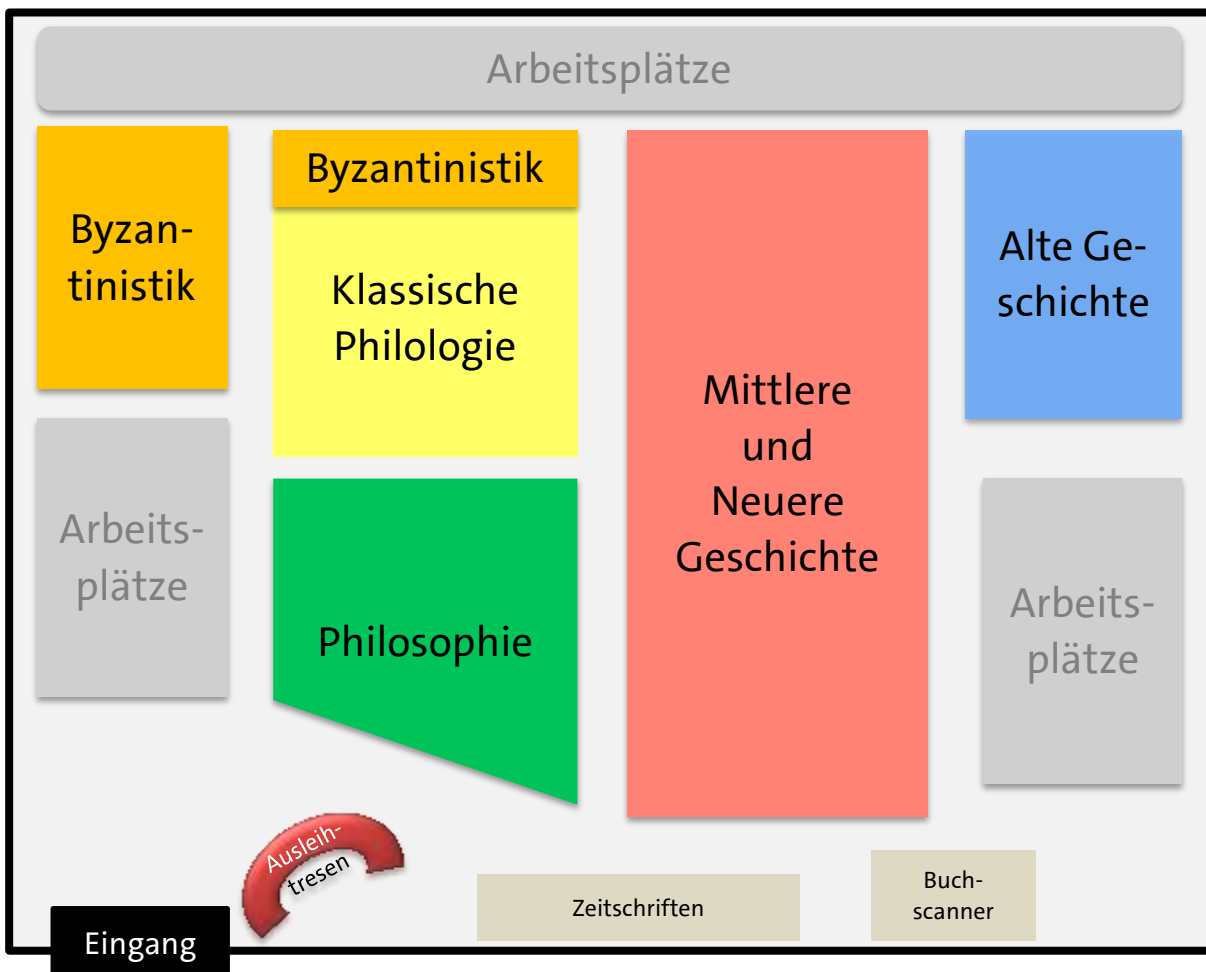 Arbeitsplätze
Byzan-
tinistik
Byzantinistik
Klassische
Philologie
Mittlere
und
Neuere
Geschichte
Alte Ge-
schichte
Arbeits-
plätze
Philosophie
Arbeits-
plätze
Ausleih-
tresen
Zeitschriften
Buch-
scanner
Eingang